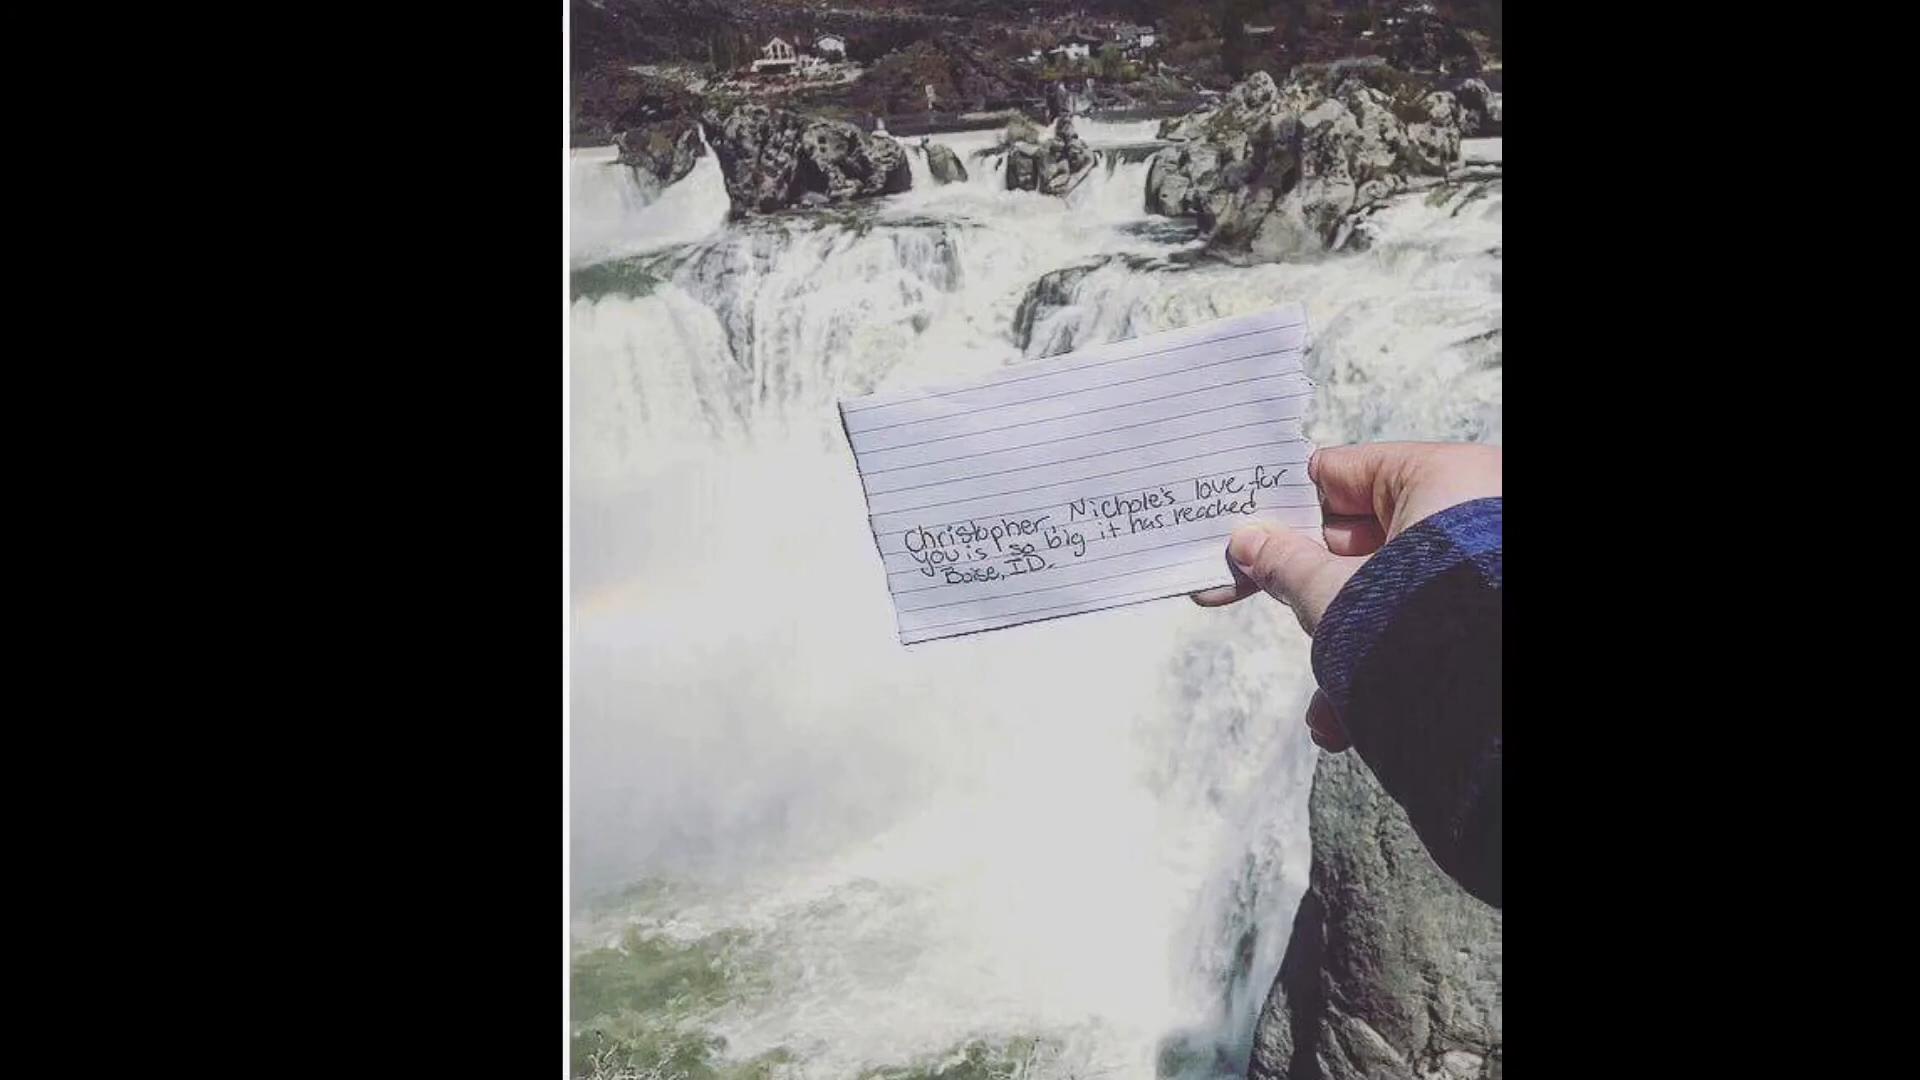 Christopher, Nichole's love for
you is so big it has reached
Boise, ID.